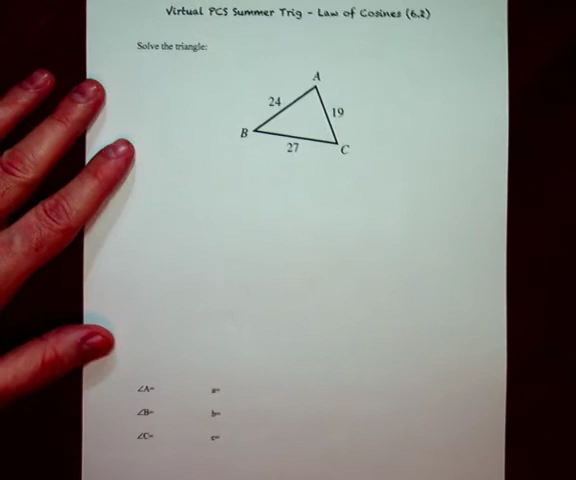 Virtual PCS Summer Trig - Law of Cosines (6.2)
Solve the triangle:
A
24
19
B
27
C
∠A= a=
∠B= b=
∠C= c=